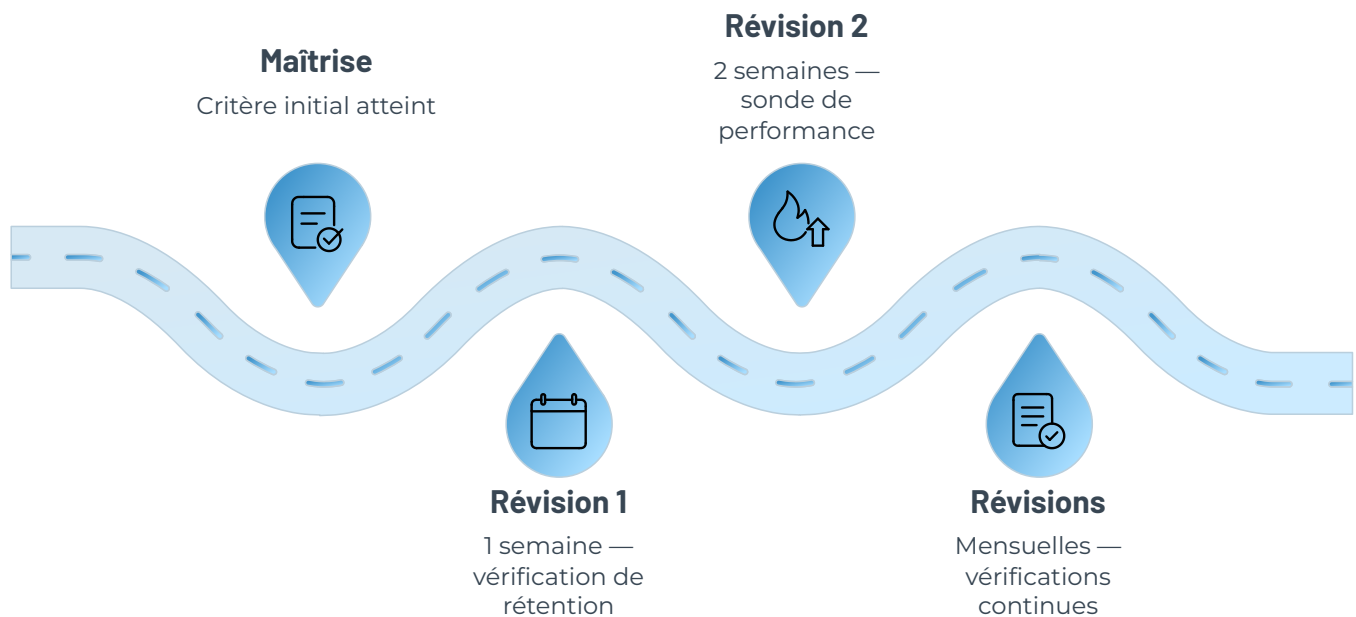 Maîtrise
Critère initial atteint
Révision 1
1 semaine —
vérification de
rétention
Révision 2
2 semaines —
sonde de
performance
Révisions
Mensuelles —
vérifications
continues